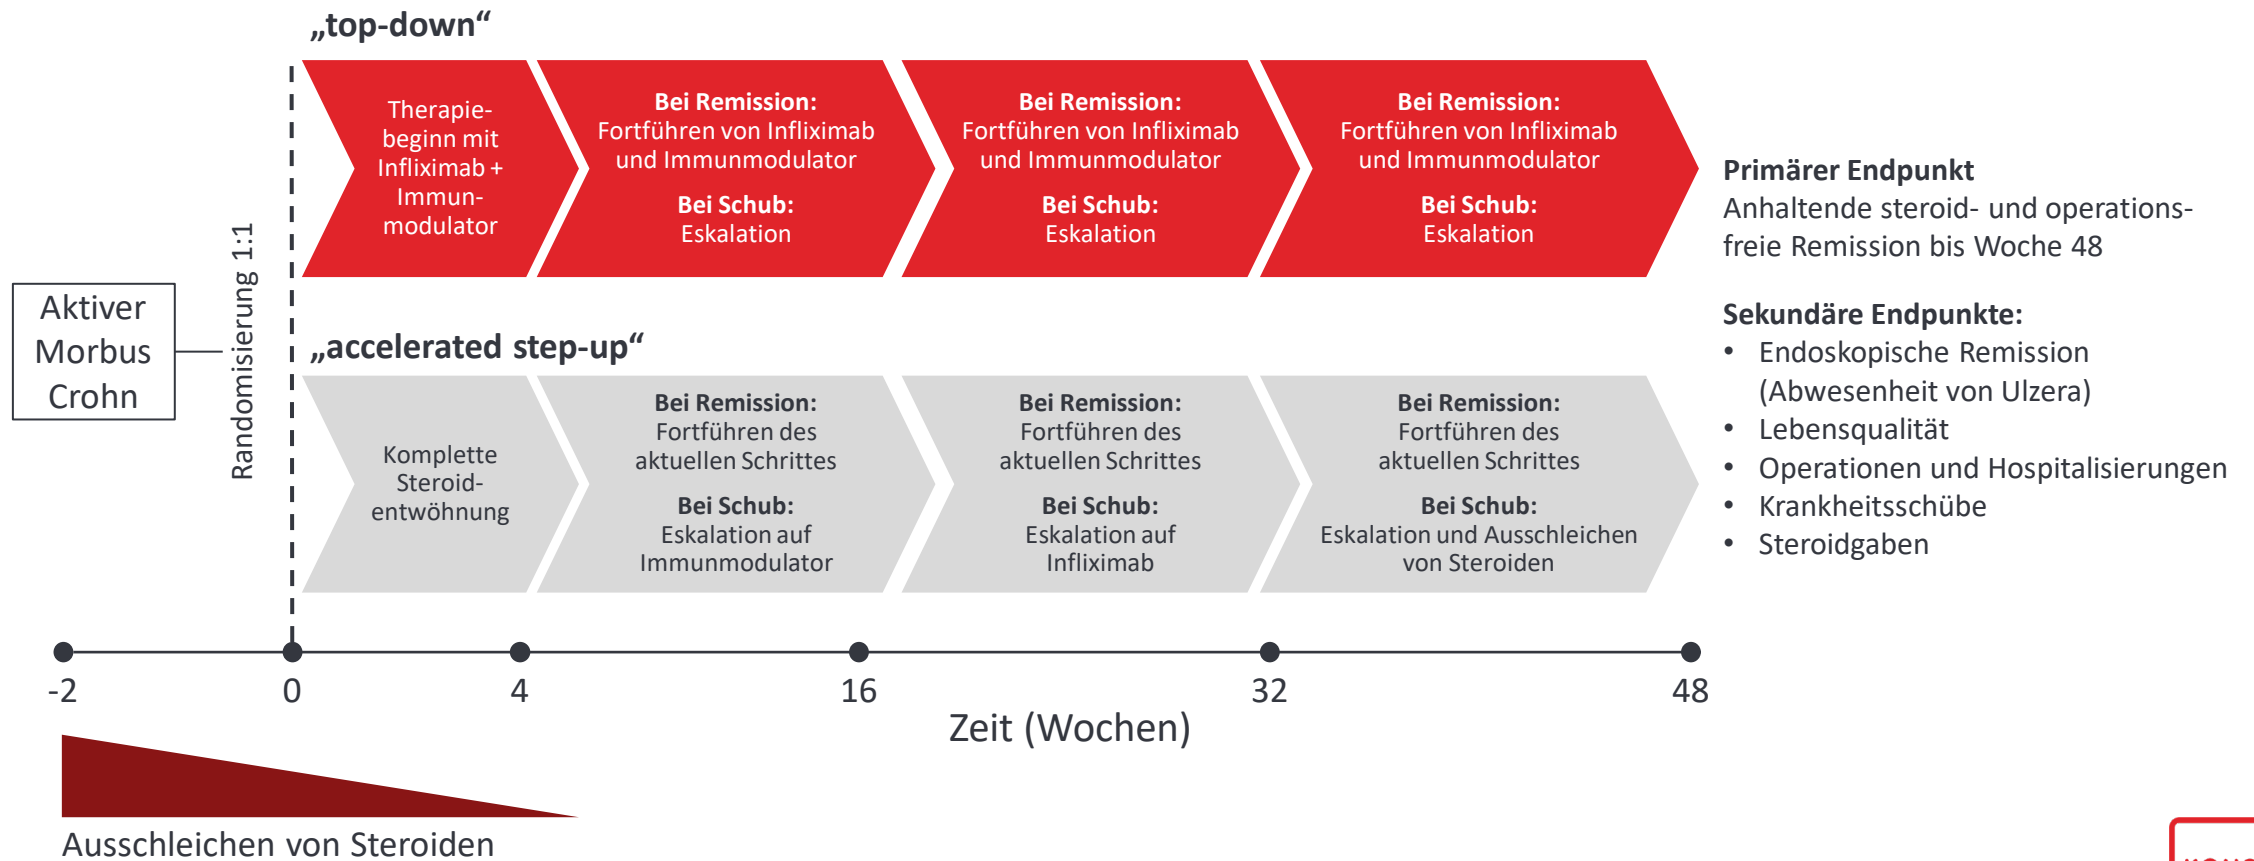 „top-down“
Therapie-
beginn mit
Infliximab +
Immun-
modulator
Bei Remission:
Fortführen von Infliximab
und Immunmodulator
Bei Schub:
Eskalation
Bei Remission:
Fortführen von Infliximab
und Immunmodulator
Bei Schub:
Eskalation
Bei Remission:
Fortführen von Infliximab
und Immunmodulator
Bei Schub:
Eskalation
Aktiver
Morbus
Crohn
Randomisierung 1:1
„accelerated step-up“
Komplette
Steroid-
entwöhnung
Bei Remission:
Fortführen des
aktuellen Schrittes
Bei Schub:
Eskalation auf
Immunmodulator
Bei Remission:
Fortführen des
aktuellen Schrittes
Bei Schub:
Eskalation auf
Infliximab
Bei Remission:
Fortführen des
aktuellen Schrittes
Bei Schub:
Eskalation und Ausschleichen
von Steroiden
Primärer Endpunkt
Anhaltende steroid- und operations-
freie Remission bis Woche 48
Sekundäre Endpunkte:
• Endoskopische Remission
(Abwesenheit von Ulzera)
• Lebensqualität
• Operationen und Hospitalisierungen
• Krankheitsschübe
• Steroidgaben
-2 0 4 16 32 48
Zeit (Wochen)
Ausschleichen von Steroiden